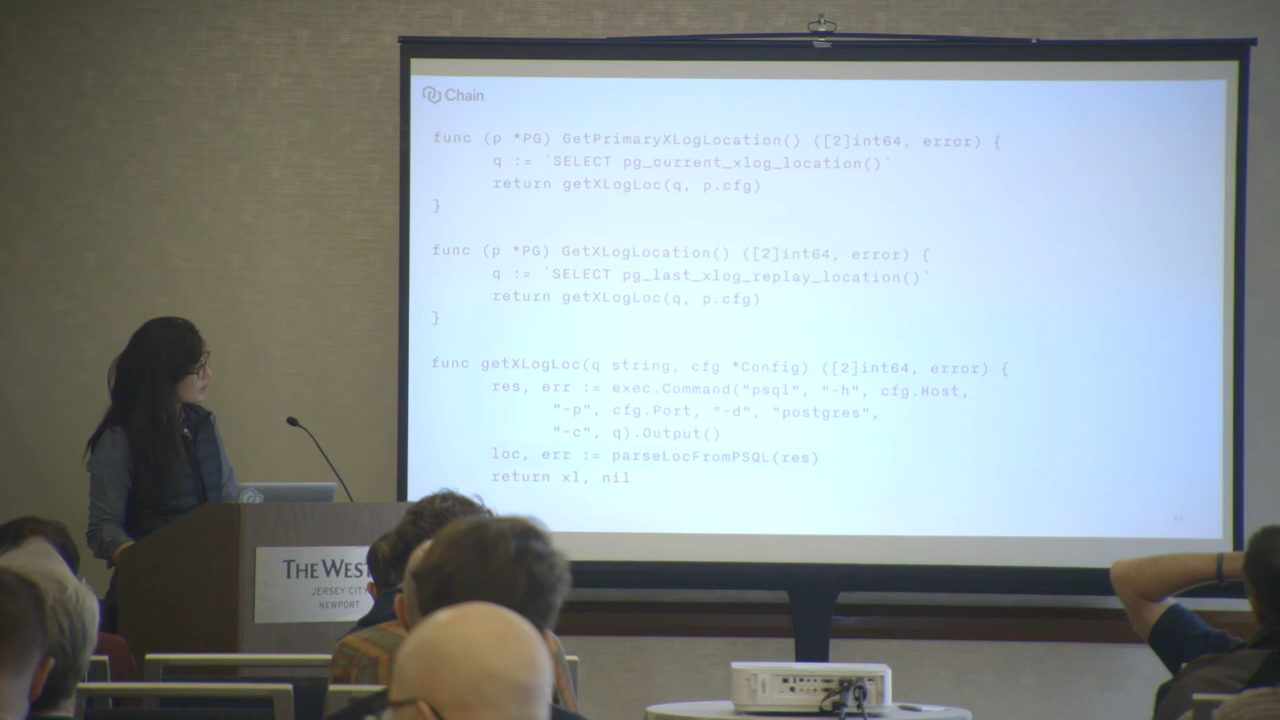 Chain
func (p *PG) GetPrimaryXLogLocation() ([2]int64, error) {
q := `SELECT pg_current_xlog_location()`
return getXLogLoc(q, p.cfg)
}
func (p *PG) GetXLogLocation() ([2]int64, error) {
q := `SELECT pg_last_xlog_replay_location()`
return getXLogLoc(q, p.cfg)
}
func getXLogLoc(q string, cfg *Config) ([2]int64, error) {
res, err := exec.Command("psql", "-h", cfg.Host,
"-p", cfg.Port, "-d", "postgres",
"-c", q).Output()
loc, err := parseLocFromPSQL(res)
return xl, nil
THE WES
JERSEY CITY
NEWPORT